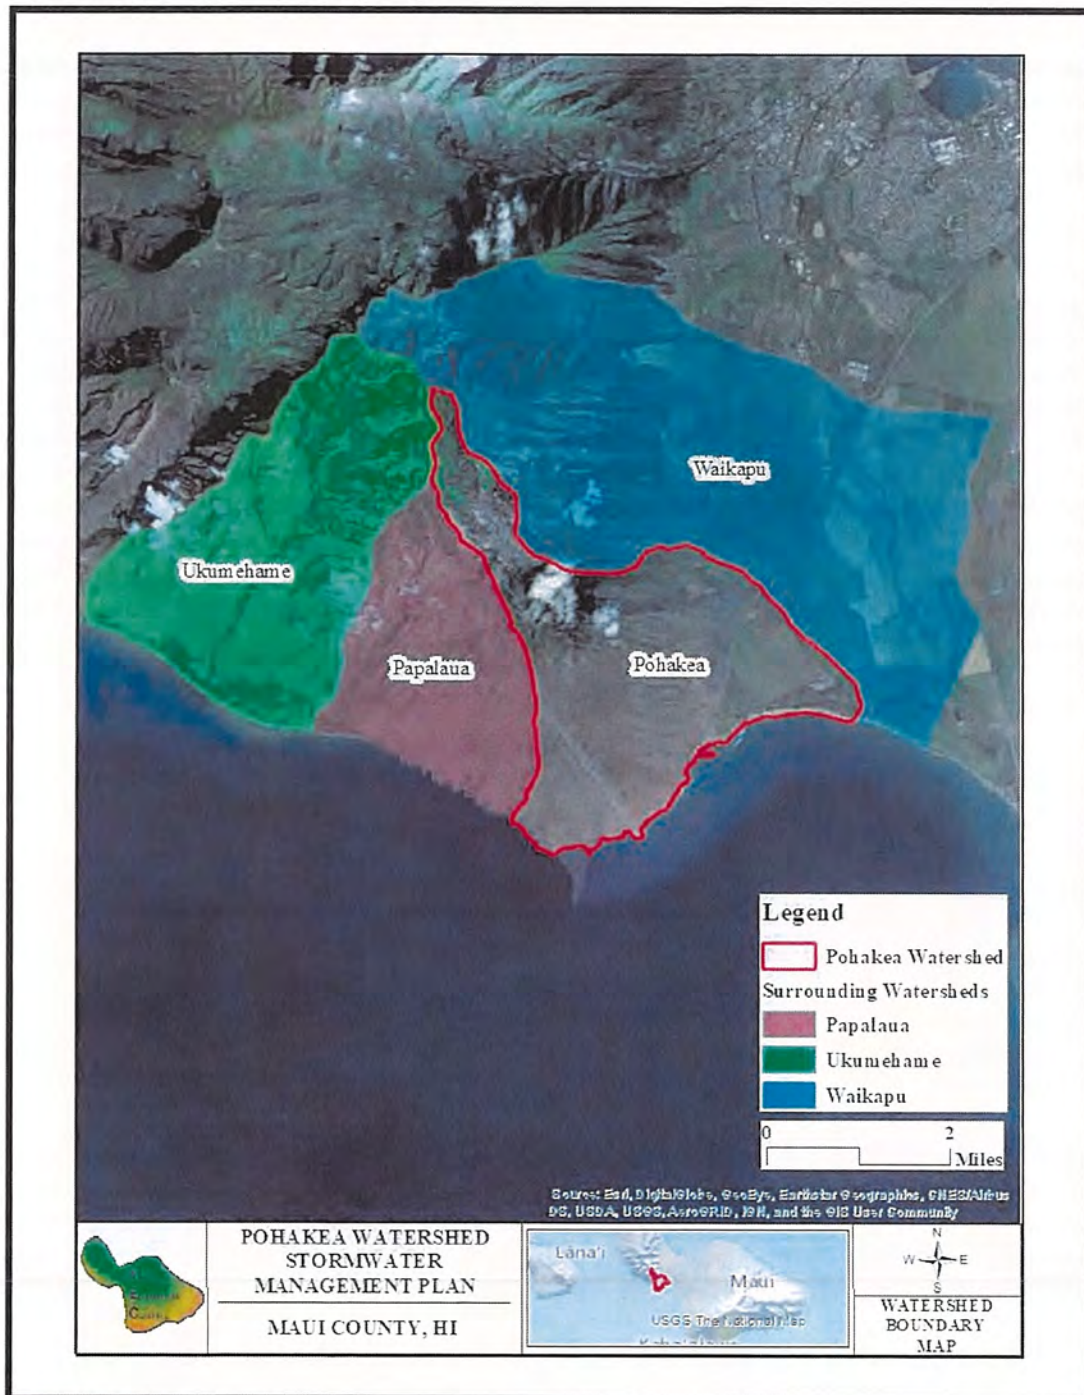 Waikapu
Ukumehame
Papalaua
Pohakea
Legend
Pohakea Watershed
Surrounding Watersheds
Papalaua
Ukumehame
Waikapu
0 2
Miles
Source: Esri, DigitalGlobe, GeoEye, Earthstar Geographics, CNES/Airbus
DS, USDA, USGS, AeroGRID, IGN, and the GIS User Community
POHAKEA WATERSHED
STORMWATER
MANAGEMENT PLAN
MAUI COUNTY, HI
Lāna'i
Maui
USGS The National Map
N
W E
S
WATERSHED
BOUNDARY
MAP